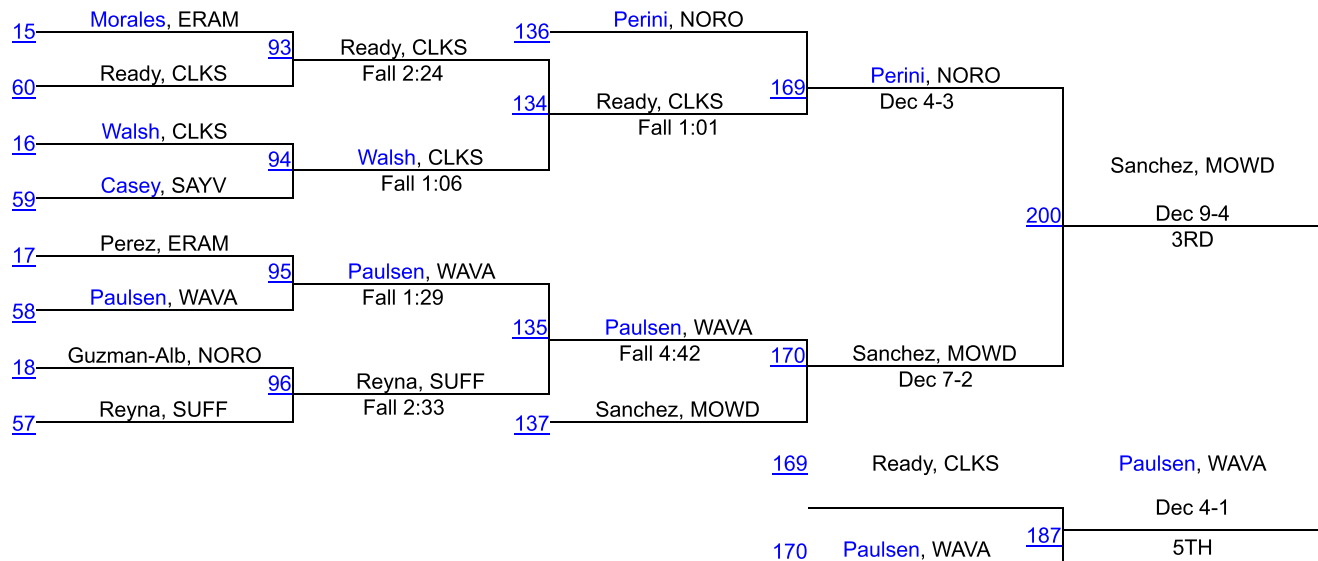 Morales, ERAM
15
93
Ready, CLKS
60
Ready, CLKS
Fall 2:24
Walsh, CLKS
16
94
Casey, SAYV
59
Walsh, CLKS
Fall 1:06
134
Ready, CLKS
Fall 1:01
Perini, NORO
136
169
Perini, NORO
Dec 4-3
Perez, ERAM
17
95
Paulsen, WAVA
58
Paulsen, WAVA
Fall 1:29
Guzman-Alb, NORO
18
96
Reyna, SUFF
57
Reyna, SUFF
Fall 2:33
135
Paulsen, WAVA
Fall 4:42
Sanchez, MOWD
137
170
Sanchez, MOWD
Dec 7-2
200
Sanchez, MOWD
Dec 9-4
3RD
169
Ready, CLKS
170
Paulsen, WAVA
187
Paulsen, WAVA
Dec 4-1
5TH